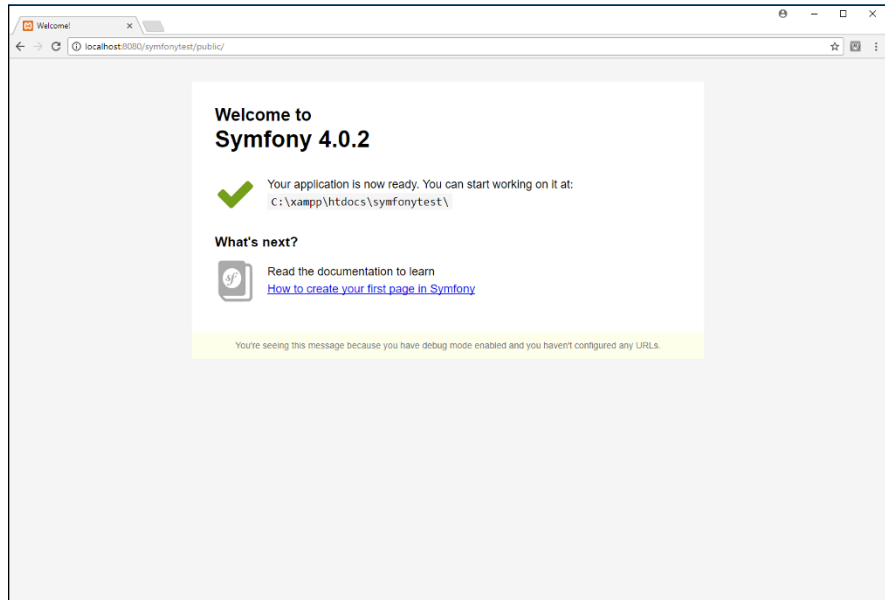 Welcome!
localhost:8080/symfonytest/public/
Welcome to
Symfony 4.0.2
Your application is now ready. You can start working on it at:
C:\xampp\htdocs\symfonytest\
What's next?
sf
Read the documentation to learn
How to create your first page in Symfony
You're seeing this message because you have debug mode enabled and you haven't configured any URLs.